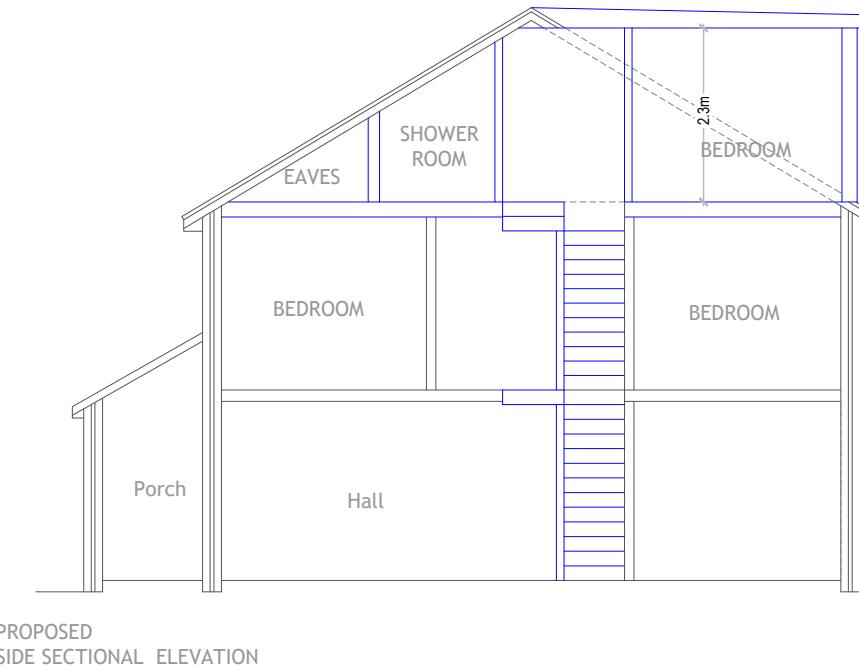 2.3m
SHOWER
ROOM
BEDROOM
EAVES
BEDROOM
BEDROOM
Porch
Hall
PROPOSED
SIDE SECTIONAL ELEVATION